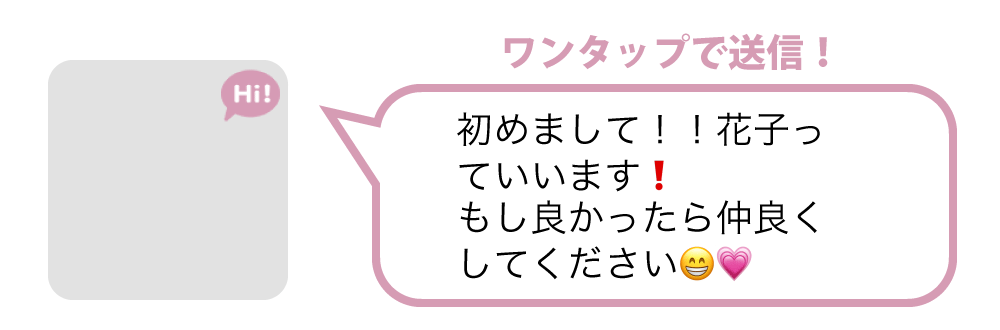 ワンタップで送信！
Hi!
初めまして！！花子っ
ていいます❗
もし良かったら仲良く
してください😁💗